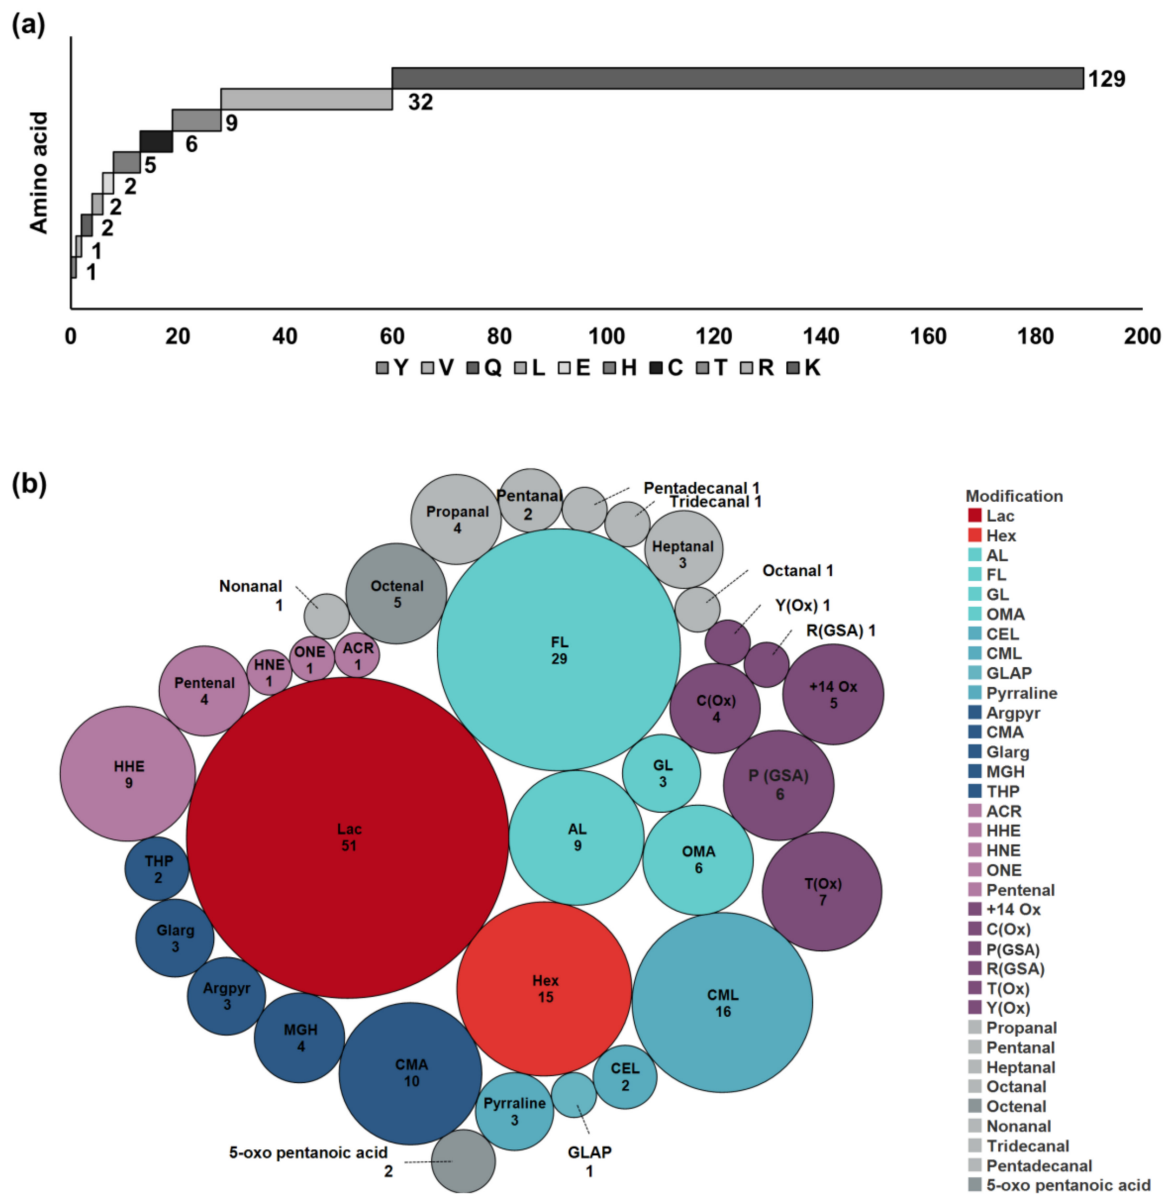 (a)
Amino acid
129
32
9
6
5
2
2
2
1
1
0 20 40 60 80 100 120 140 160 180 200
Y V Q L E H C T R K
(b)
Pentanal
2
Pentadecanal 1
Tridecanal 1
Propanal
4
Heptanal
3
Octanal 1
Octenal
5
Nonanal
1
Y(Ox) 1
R(GSA) 1
FL
29
ACR
1
ONE
1
HNE
1
Pentenal
4
+14 Ox
5
C(Ox)
4
HHE
9
GL
3
P (GSA)
6
Lac
51
AL
9
OMA
6
THP
2
T(Ox)
7
Glarg
3
Argpyr
3
Hex
15
CML
16
MGH
4
CMA
10
CEL
2
Pyrraline
3
GLAP
1
5-oxo pentanoic acid
2
Modification
Lac
Hex
AL
FL
GL
OMA
CEL
CML
GLAP
Pyrraline
Argpyr
CMA
Glarg
MGH
THP
ACR
HHE
HNE
ONE
Pentenal
+14 Ox
C(Ox)
P(GSA)
R(GSA)
T(Ox)
Y(Ox)
Propanal
Pentanal
Heptanal
Octanal
Octenal
Nonanal
Tridecanal
Pentadecanal
5-oxo pentanoic acid